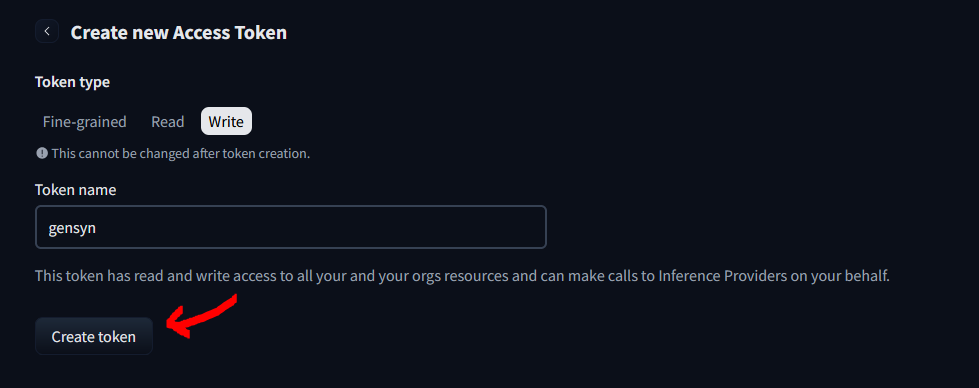 Create new Access Token
Token type
Fine-grained Read Write
This cannot be changed after token creation.
Token name
gensyn
This token has read and write access to all your and your orgs resources and can make calls to Inference Providers on your behalf.
Create token